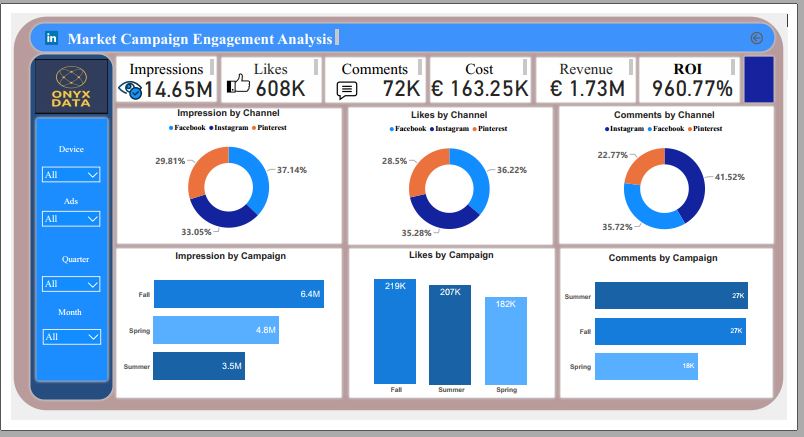 in Market Campaign Engagement Analysis
ONYX
DATA
Impressions
14.65M
Likes
608K
Comments
72K
Cost
€ 163.25K
Revenue
€ 1.73M
ROI
960.77%
Device
All
Ads
All
Quarter
All
Month
All
Impression by Channel
Facebook Instagram Pinterest
29.81%
37.14%
33.05%
Likes by Channel
Facebook Instagram Pinterest
28.5%
36.22%
35.28%
Comments by Channel
Instagram Facebook Pinterest
22.77%
41.52%
35.72%
Impression by Campaign
Fall 6.4M
Spring 4.8M
Summer 3.5M
Likes by Campaign
219K 207K 182K
Fall Summer Spring
Comments by Campaign
Summer 27K
Fall 27K
Spring 18K